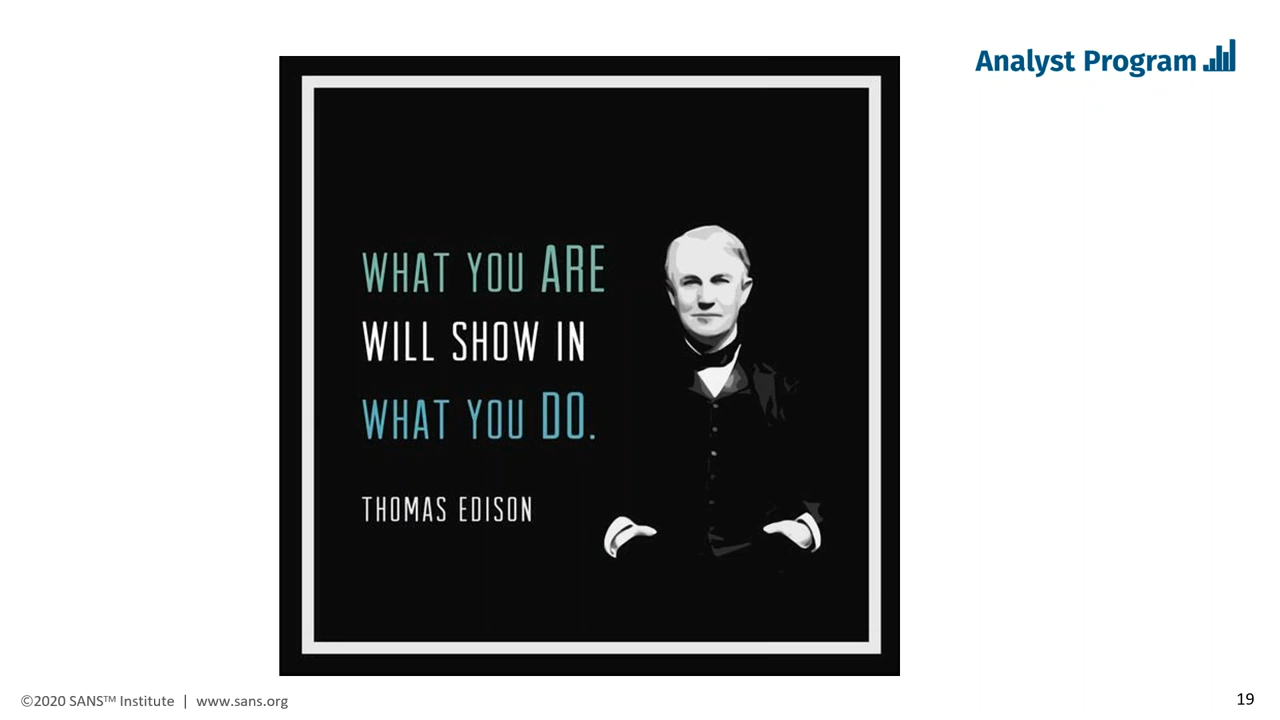 Analyst Program
WHAT YOU ARE
WILL SHOW IN
WHAT YOU DO.
THOMAS EDISON
©2020 SANS™ Institute | www.sans.org
19